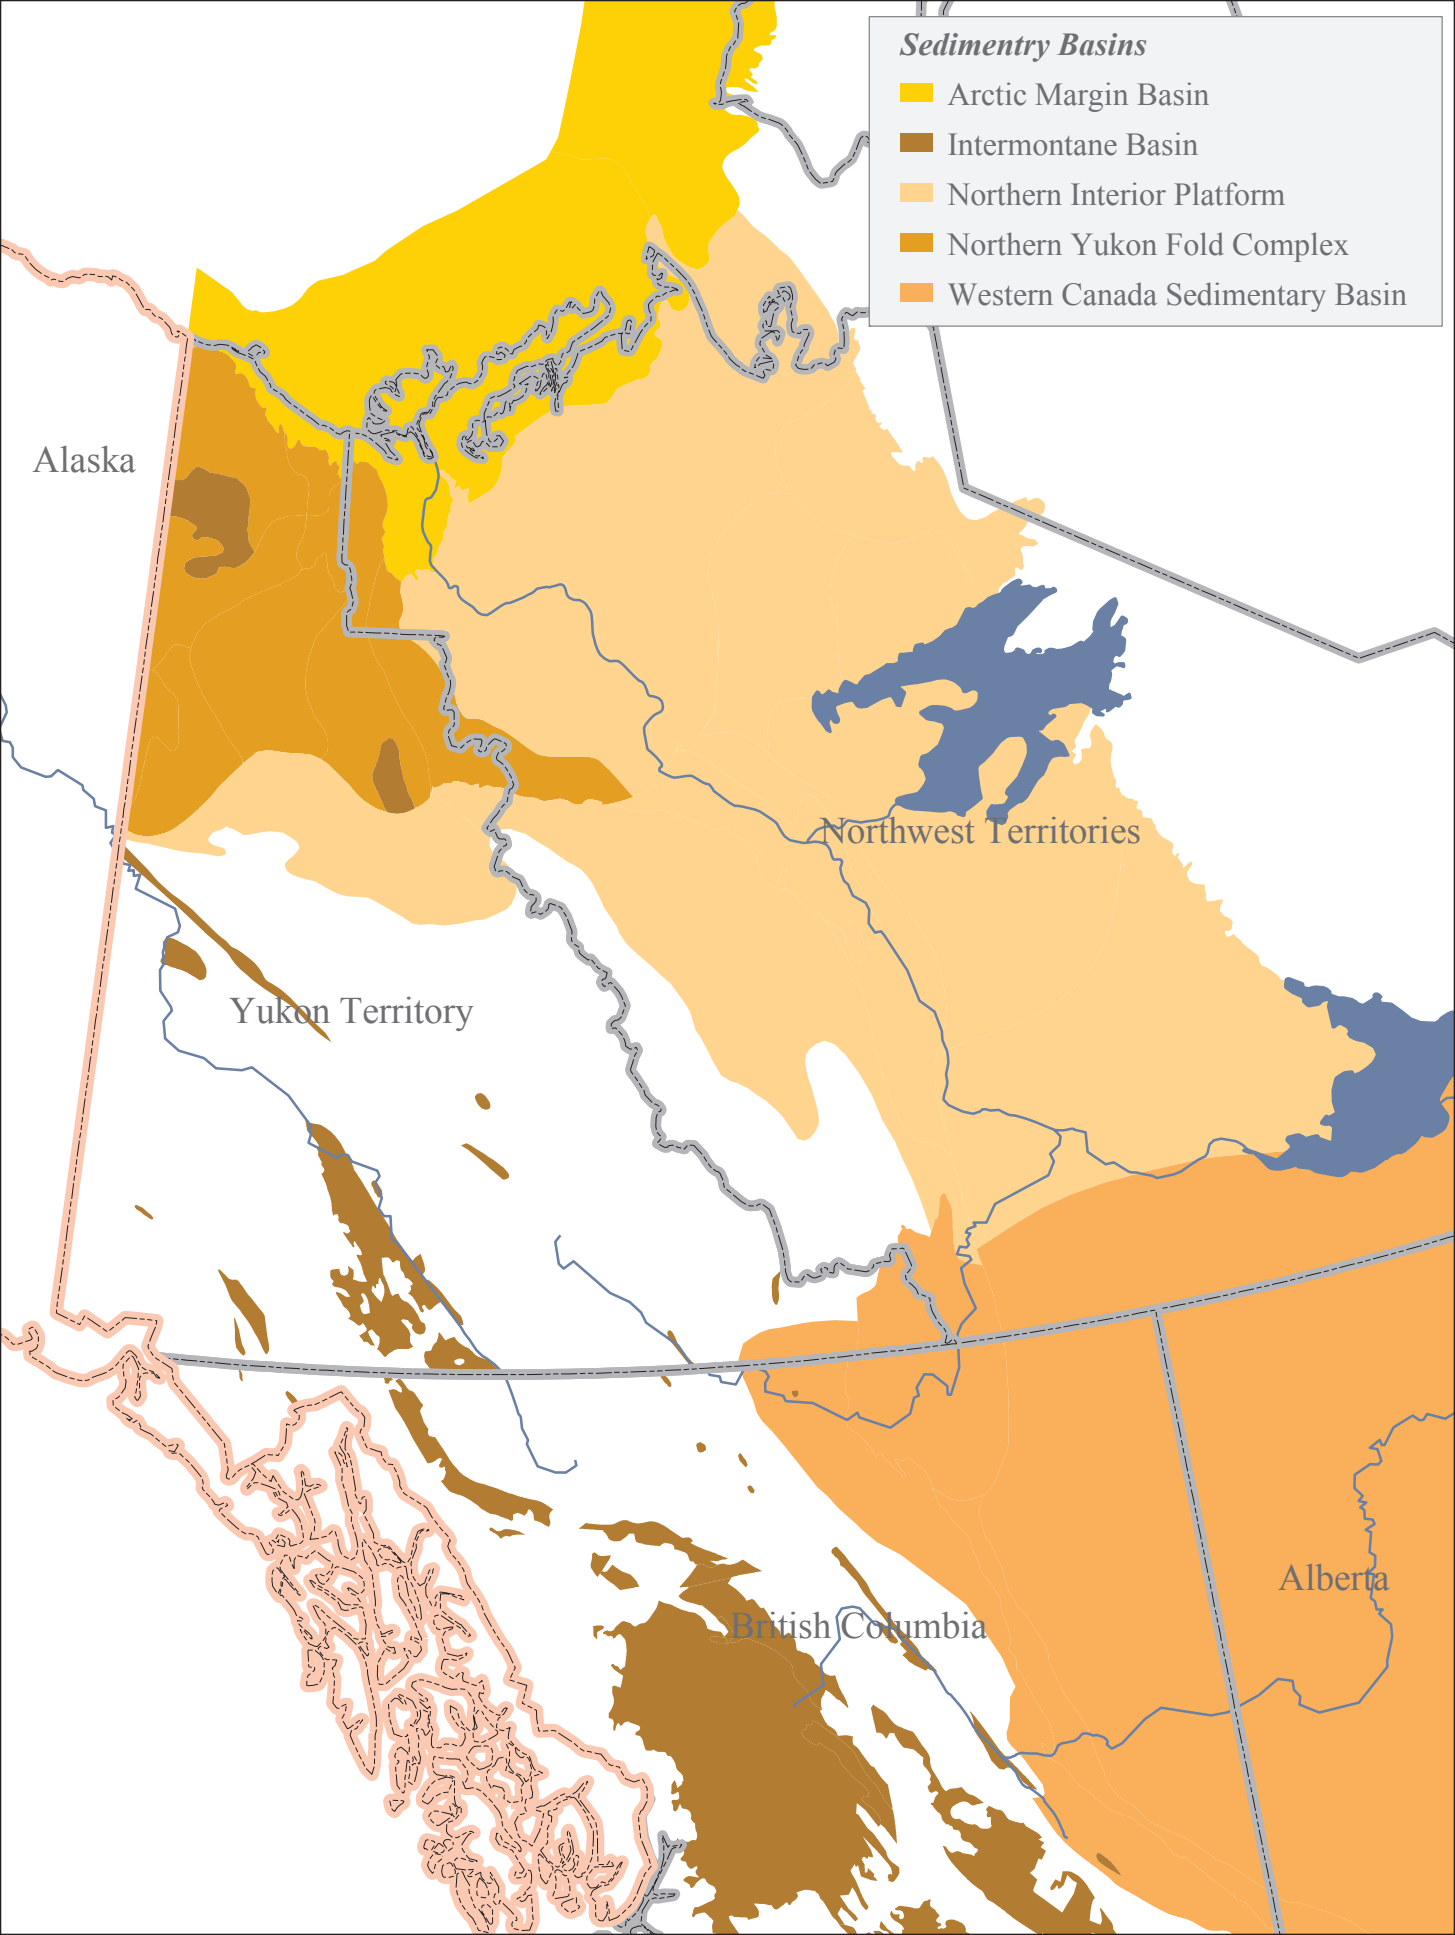 Sedimentry Basins
Arctic Margin Basin
Intermontane Basin
Northern Interior Platform
Northern Yukon Fold Complex
Western Canada Sedimentary Basin
Alaska
Northwest Territories
Yukon Territory
Alberta
British Columbia